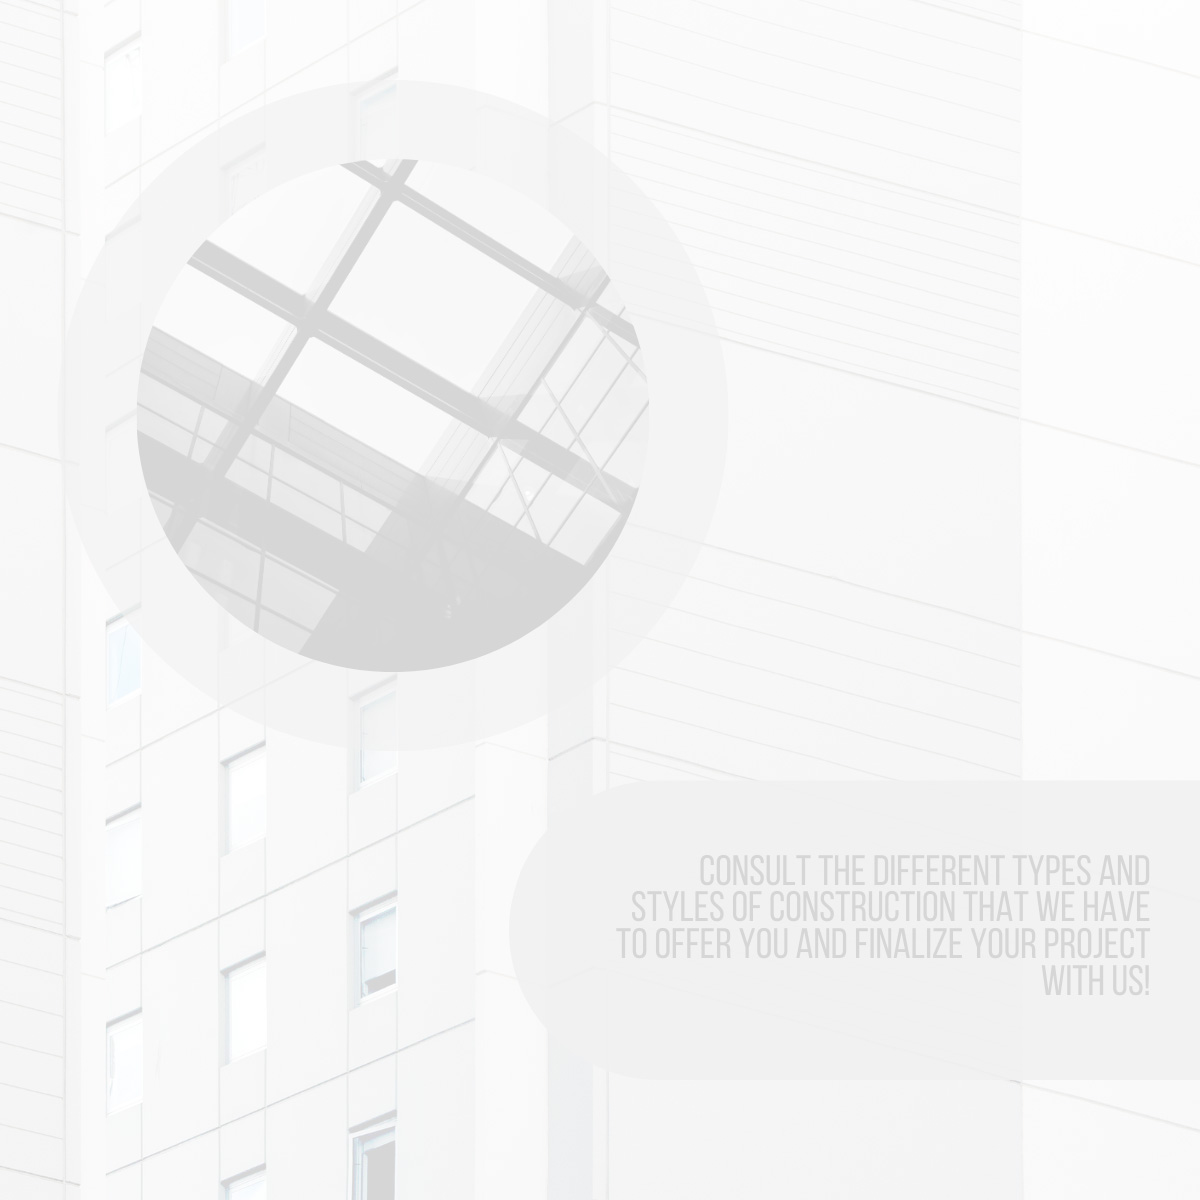 CONSULT THE DIFFERENT TYPES AND
STYLES OF CONSTRUCTION THAT WE HAVE
TO OFFER YOU AND FINALIZE YOUR PROJECT
WITH US!